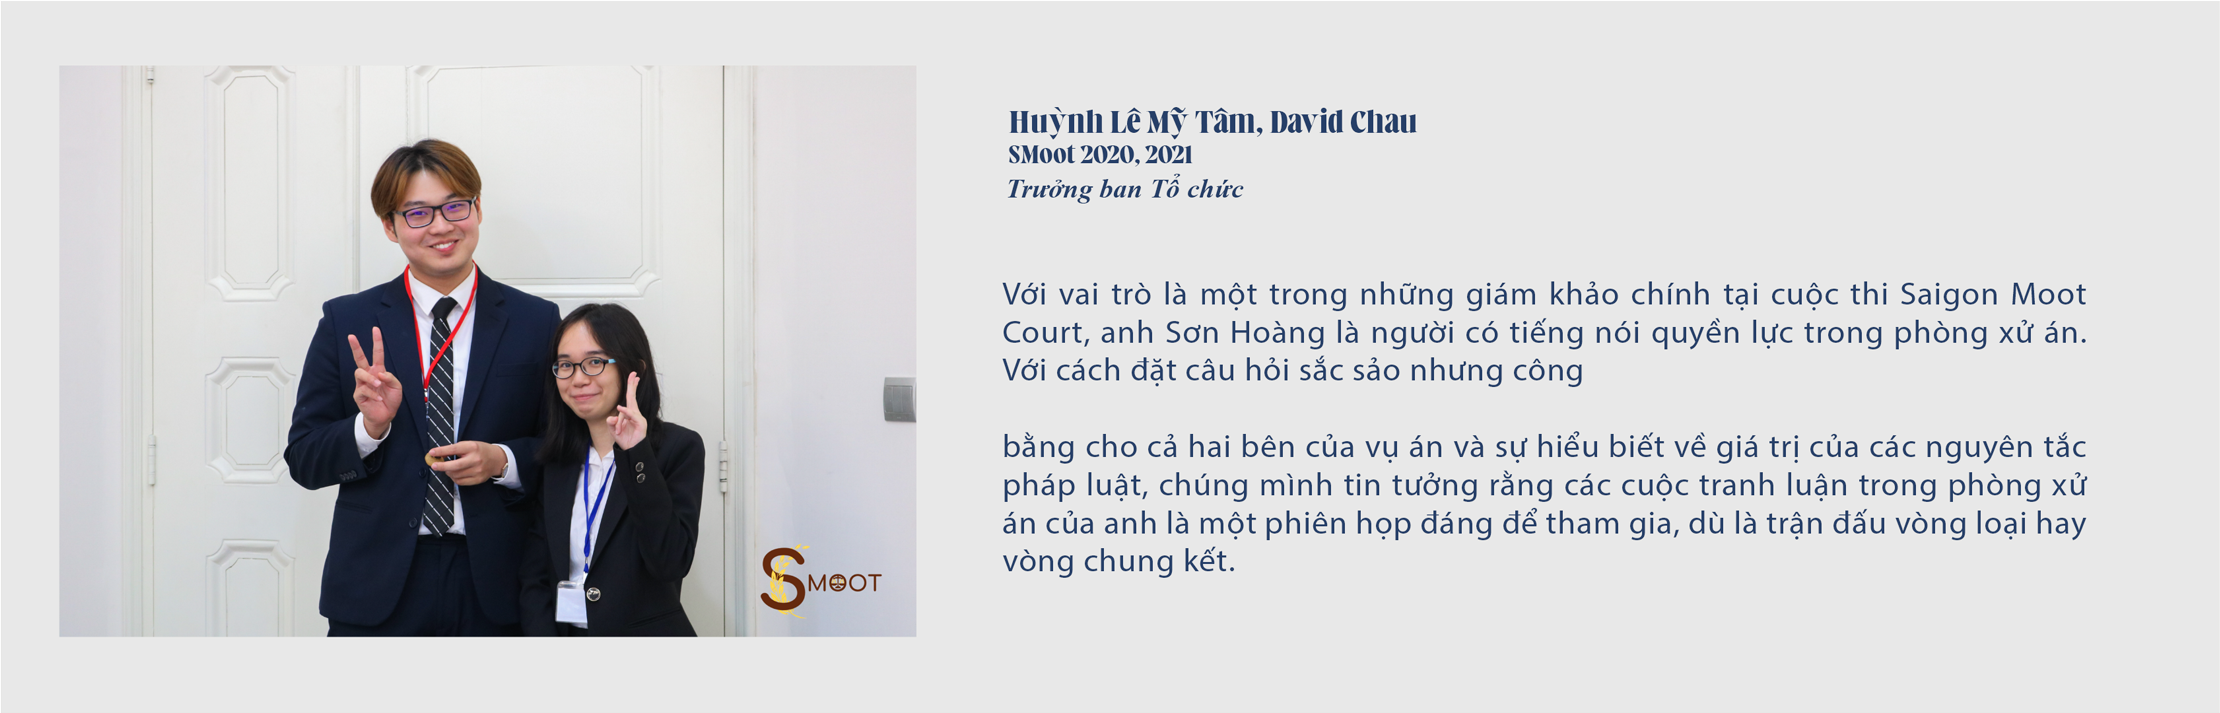 Huỳnh Lê Mỹ Tâm, David Chau
SMoot 2020, 2021
Trưởng ban Tổ chức
Với vai trò là một trong những giám khảo chính tại cuộc thi Saigon Moot
Court, anh Sơn Hoàng là người có tiếng nói quyền lực trong phòng xử án.
Với cách đặt câu hỏi sắc sảo nhưng công
bằng cho cả hai bên của vụ án và sự hiểu biết về giá trị của các nguyên tắc
pháp luật, chúng mình tin tưởng rằng các cuộc tranh luận trong phòng xử
án của anh là một phiên họp đáng để tham gia, dù là trận đấu vòng loại hay
vòng chung kết.
SMOOT